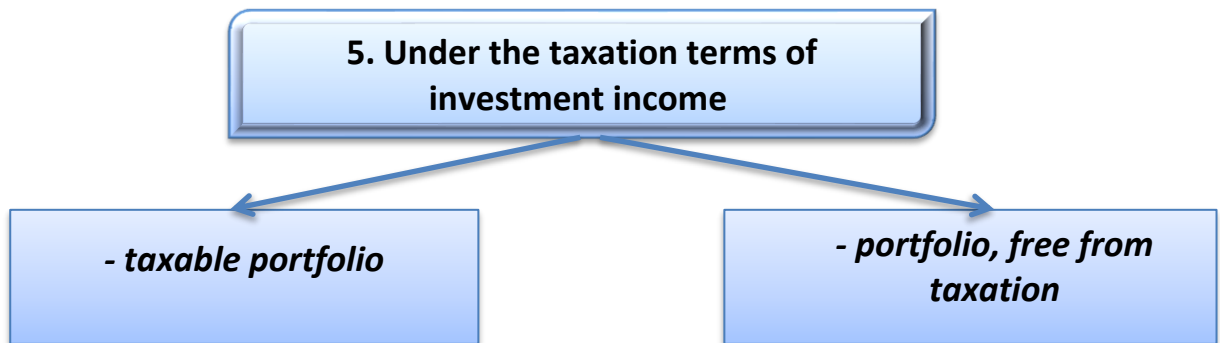 5. Under the taxation terms of
investment income
- taxable portfolio
- portfolio, free from
taxation